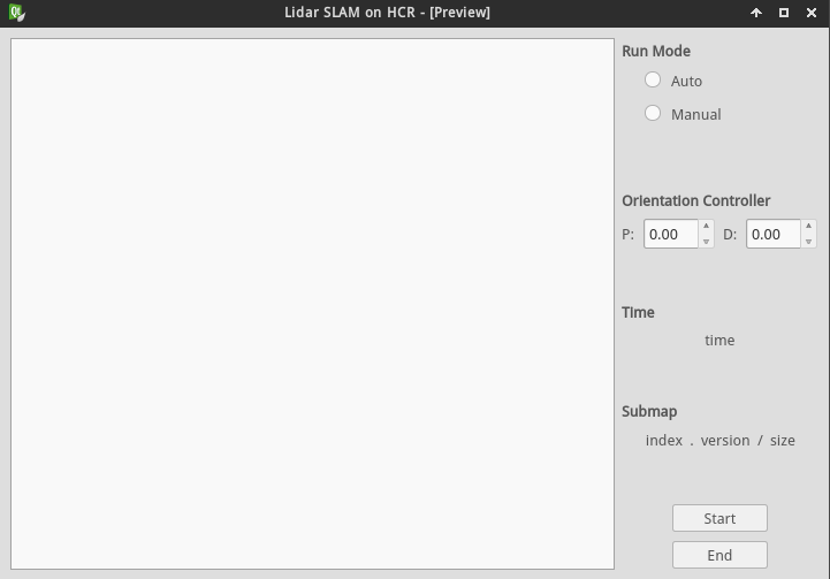 Lidar SLAM on HCR - [Preview]
Run Mode
Auto
Manual
Orientation Controller
P: 0.00 D: 0.00
Time
time
Submap
index . version / size
Start
End